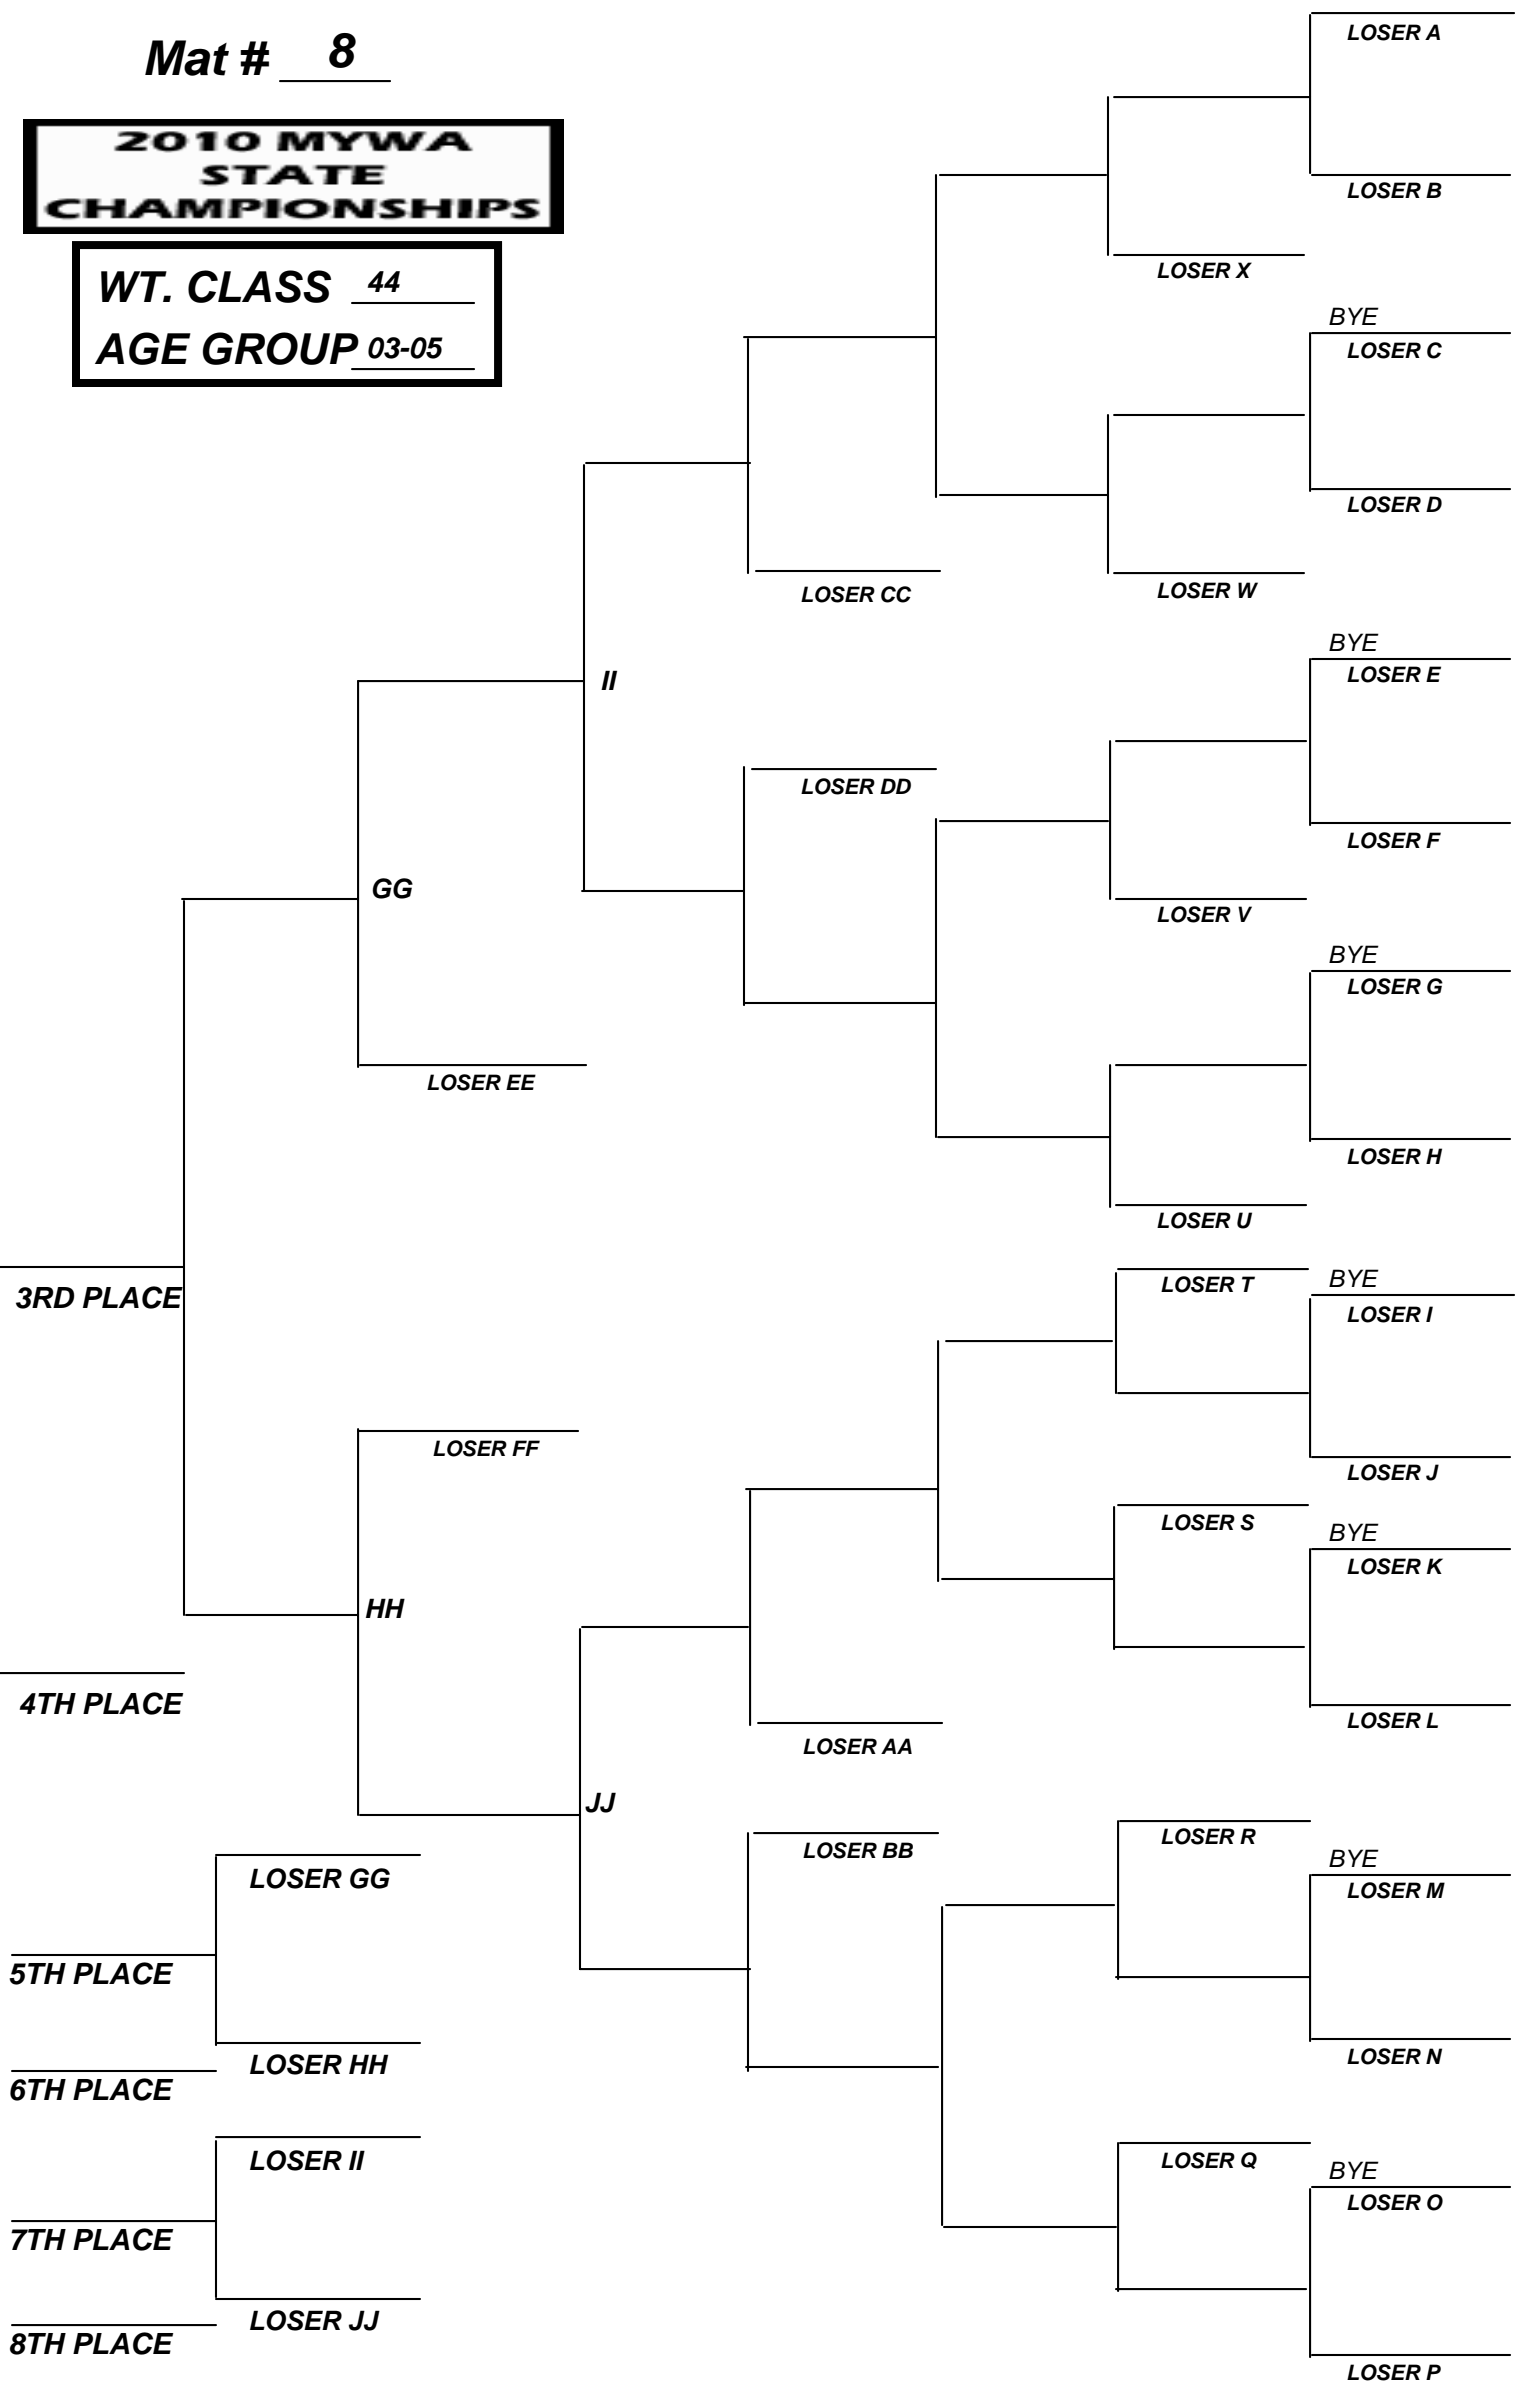 Mat # 8
2010 MYWA
STATE
CHAMPIONSHIPS
WT. CLASS 44
AGE GROUP 03-05
LOSER A
LOSER B
LOSER X
BYE
LOSER C
LOSER D
LOSER CC
LOSER W
BYE
LOSER E
II
LOSER DD
LOSER F
GG
LOSER V
BYE
LOSER G
LOSER EE
LOSER H
LOSER U
3RD PLACE
LOSER T
BYE
LOSER I
LOSER FF
LOSER J
LOSER S
BYE
LOSER K
HH
4TH PLACE
LOSER L
LOSER AA
JJ
LOSER BB
LOSER R
BYE
LOSER M
LOSER GG
5TH PLACE
LOSER N
LOSER HH
6TH PLACE
LOSER II
LOSER Q
BYE
LOSER O
7TH PLACE
LOSER JJ
8TH PLACE
LOSER P